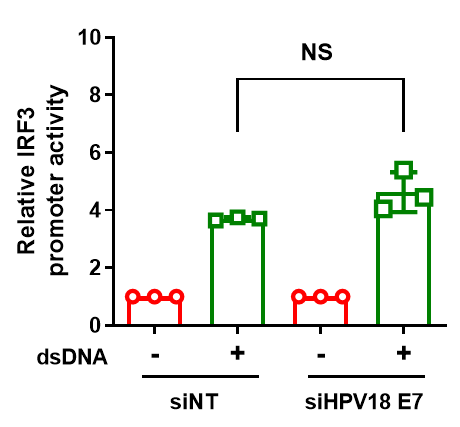 NS
Relative IRF3
promoter activity
10
8
6
4
2
0
dsDNA - + - +
siNT siHPV18 E7